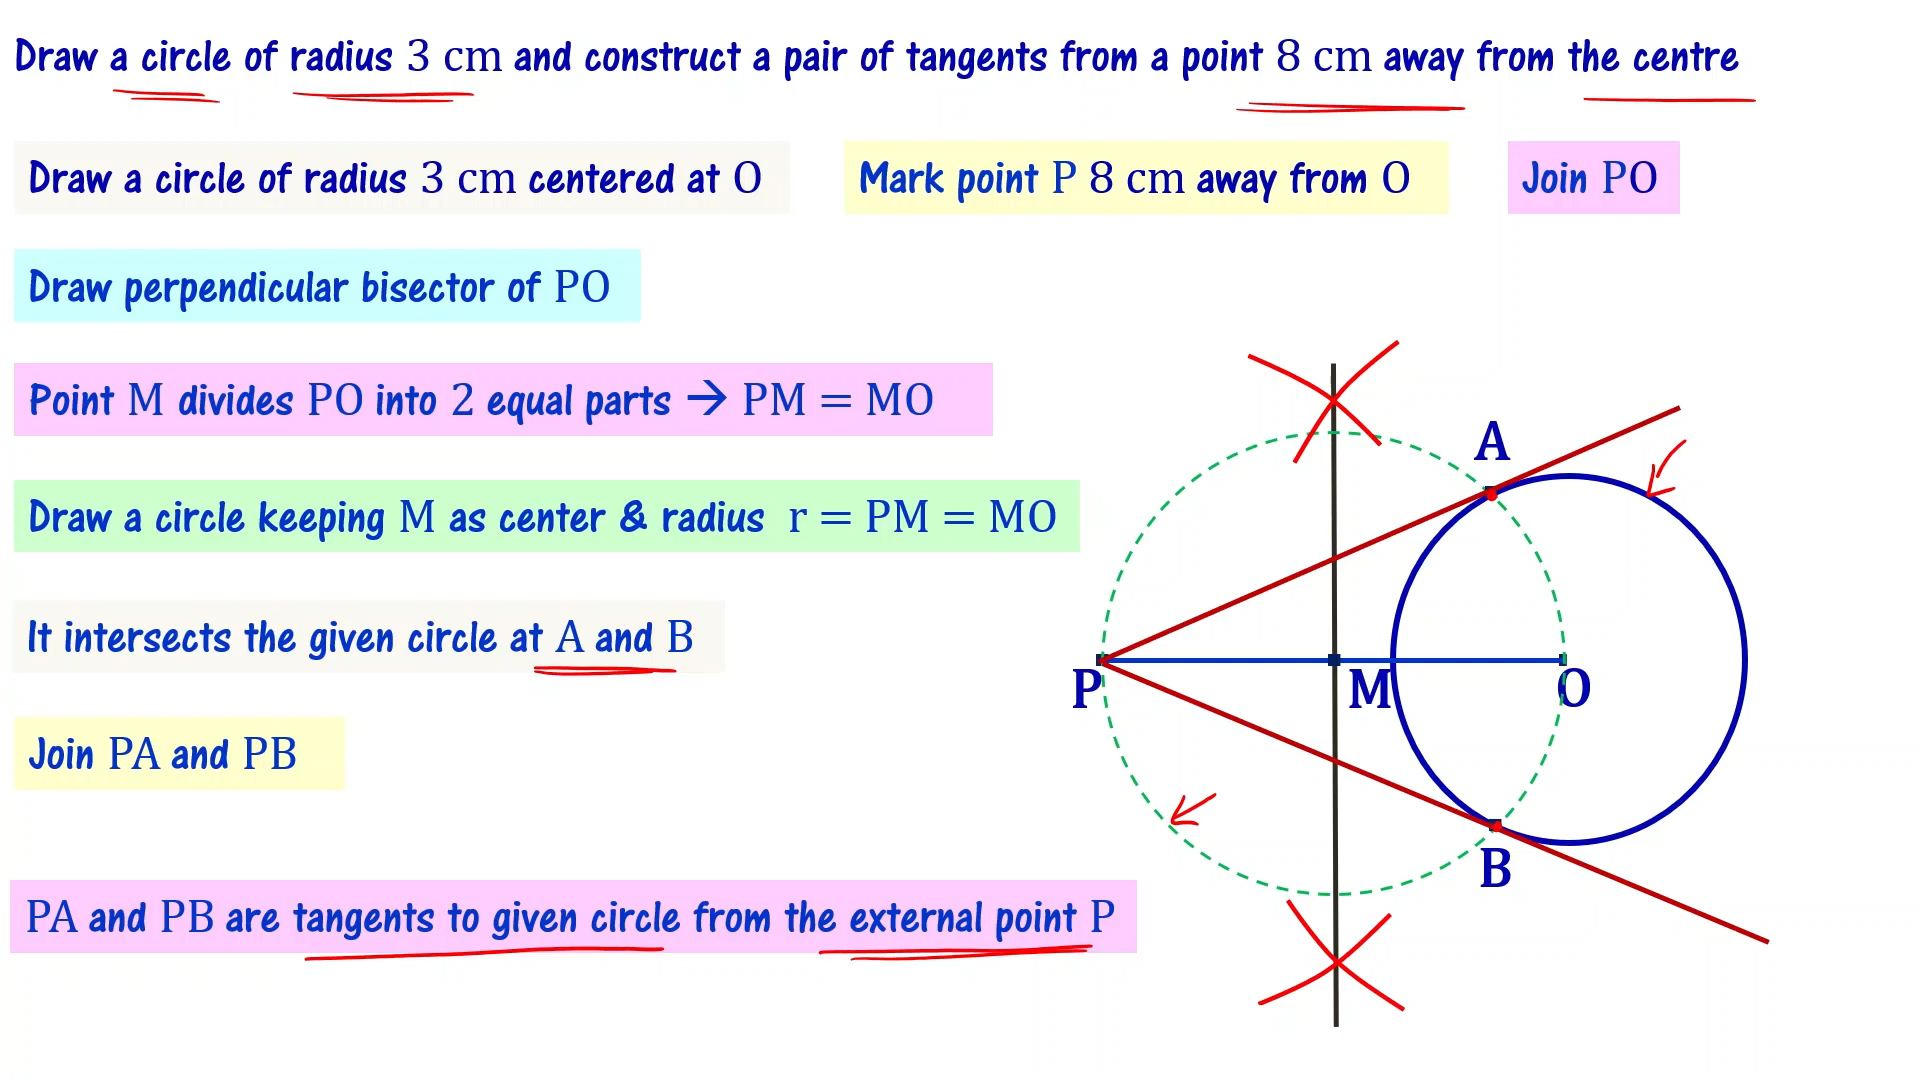 Draw a circle of radius 3 cm and construct a pair of tangents from a point 8 cm away from the centre
Draw a circle of radius 3 cm centered at O
Mark point P 8 cm away from O
Join PO
Draw perpendicular bisector of PO
Point M divides PO into 2 equal parts → PM = MO
Draw a circle keeping M as center & radius r = PM = MO
It intersects the given circle at A and B
Join PA and PB
PA and PB are tangents to given circle from the external point P
A
P
M
O
B